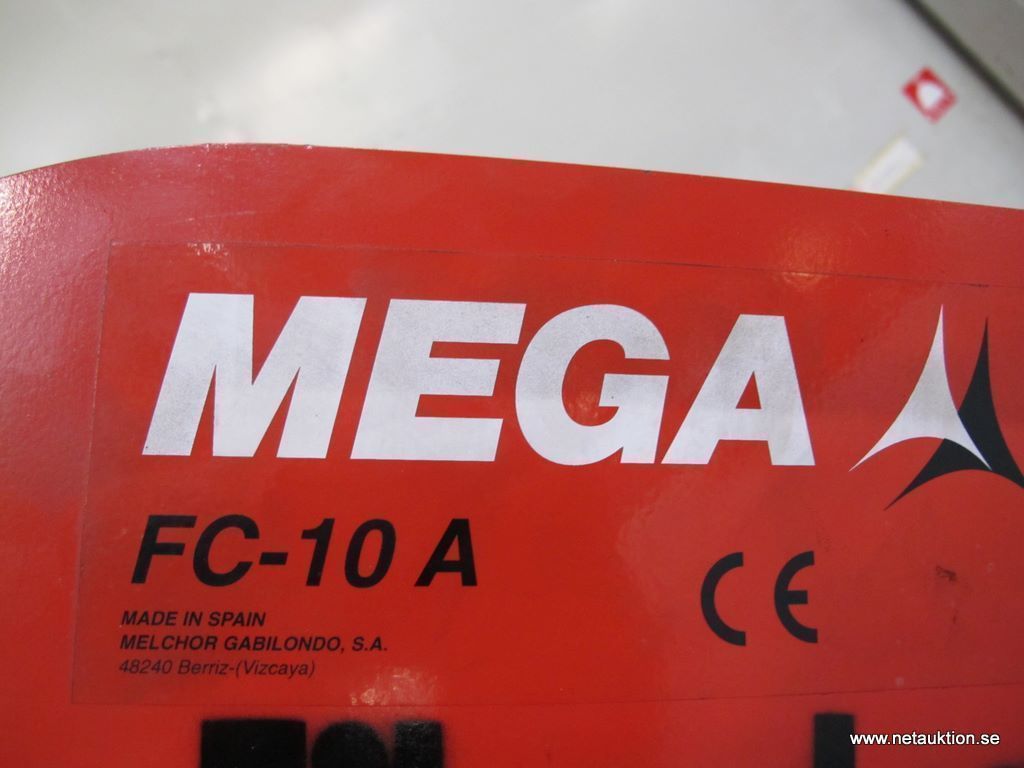 MEGA
FC-10 A
CE
MADE IN SPAIN
MELCHOR GABILONDO, S.A.
48240 Berriz-(Vizcaya)
www.netauktion.se